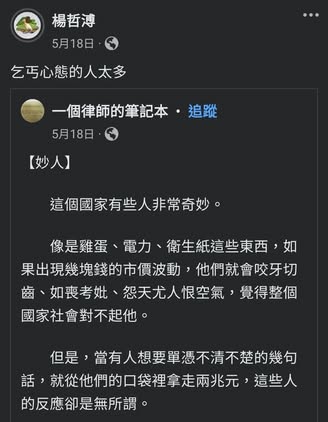 楊哲溥
5月18日 ·
乞丐心態的人太多
一個律師的筆記本 · 追蹤
5月18日 ·
【妙人】
這個國家有些人非常奇妙。
像是雞蛋、電力、衛生紙這些東西，如
果出現幾塊錢的市價波動，他們就會咬牙切
齒、如喪考妣、怨天尤人恨空氣，覺得整個
國家社會對不起他。
但是，當有人想要單憑不清不楚的幾句
話，就從他們的口袋裡拿走兩兆元，這些人
的反應卻是無所謂。